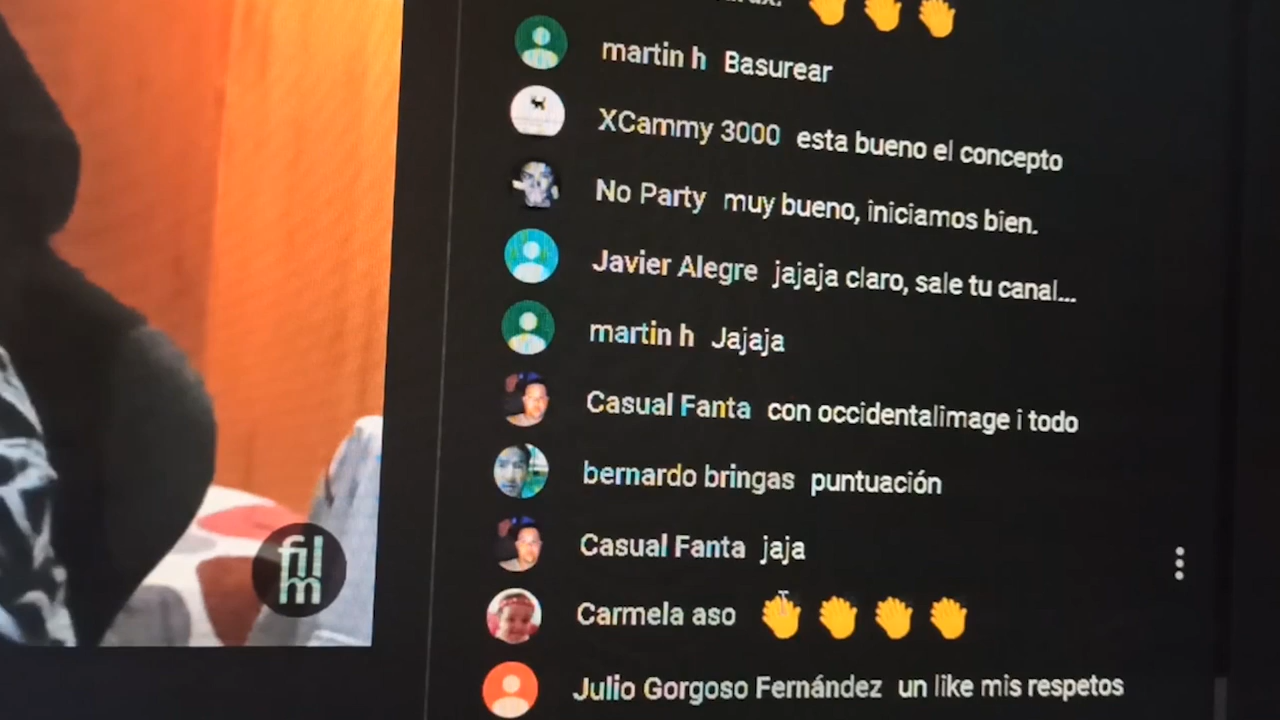 martin h Basurear
XCammy 3000 esta bueno el concepto
No Party muy bueno, iniciamos bien.
Javier Alegre jajaja claro, sale tu canal...
martin h Jajaja
Casual Fanta con occidentalimage i todo
bernardo bringas puntuación
Casual Fanta jaja
Carmela aso 👏 👏 👏 👏
Julio Gorgoso Fernández un like mis respetos
fil
m